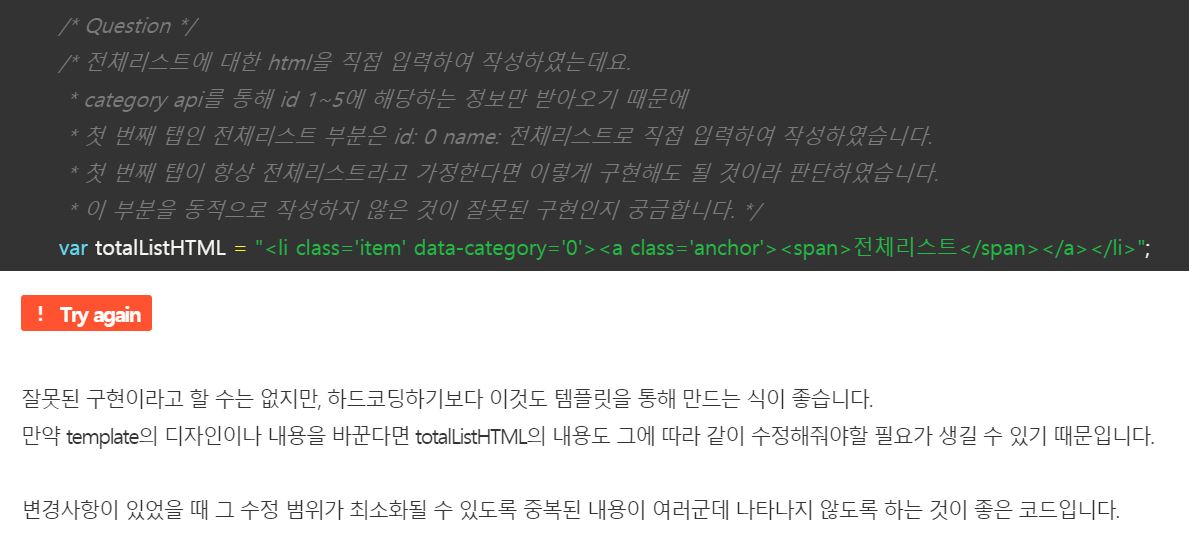 /* Question */
/* 전체리스트에 대한 html을 직접 입력하여 작성하였는데요.
* category api를 통해 id 1~5에 해당하는 정보만 받아오기 때문에
* 첫 번째 탭인 전체리스트 부분은 id: 0 name: 전체리스트로 직접 입력하여 작성하였습니다.
* 첫 번째 탭이 항상 전체리스트라고 가정한다면 이렇게 구현해도 될 것이라 판단하였습니다.
* 이 부분을 동적으로 작성하지 않은 것이 잘못된 구현인지 궁금합니다. */
var totalListHTML = "<li class='item' data-category='0'><a class='anchor'><span>전체리스트</span></a></li>";
! Try again
잘못된 구현이라고 할 수는 없지만, 하드코딩하기보다 이것도 템플릿을 통해 만드는 식이 좋습니다.
만약 template의 디자인이나 내용을 바꾼다면 totalListHTML의 내용도 그에 따라 같이 수정해줘야할 필요가 생길 수 있기 때문입니다.
변경사항이 있었을 때 그 수정 범위가 최소화될 수 있도록 중복된 내용이 여러군데 나타나지 않도록 하는 것이 좋은 코드입니다.